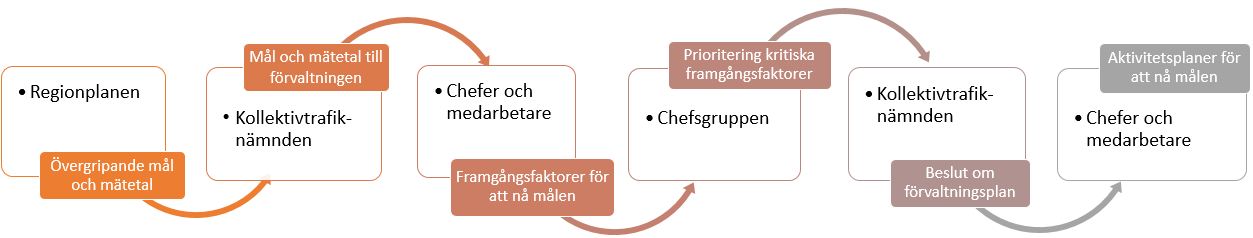 • Regionplanen
Övergripande mål
och mätetal
Mål och mätetal till
förvaltningen
• Kollektivtrafik-
nämnden
• Chefer och
medarbetare
Framgångsfaktorer för
att nå målen
Prioritering kritiska
framgångsfaktorer
• Chefsgruppen
• Kollektivtrafik-
nämnden
Beslut om
förvaltningsplan
Aktivitetsplaner för
att nå målen
• Chefer och
medarbetare